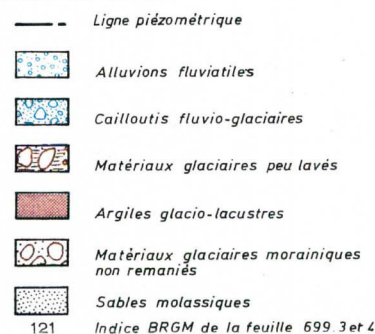 Ligne piézométrique
Alluvions fluviatiles
Cailloutis fluvio-glaciaires
Matériaux glaciaires peu lavés
Argiles glacio-lacustres
Matériaux glaciaires morainiques
non remaniés
Sables molassiques
121 Indice BRGM de la feuille 699.3 et 4